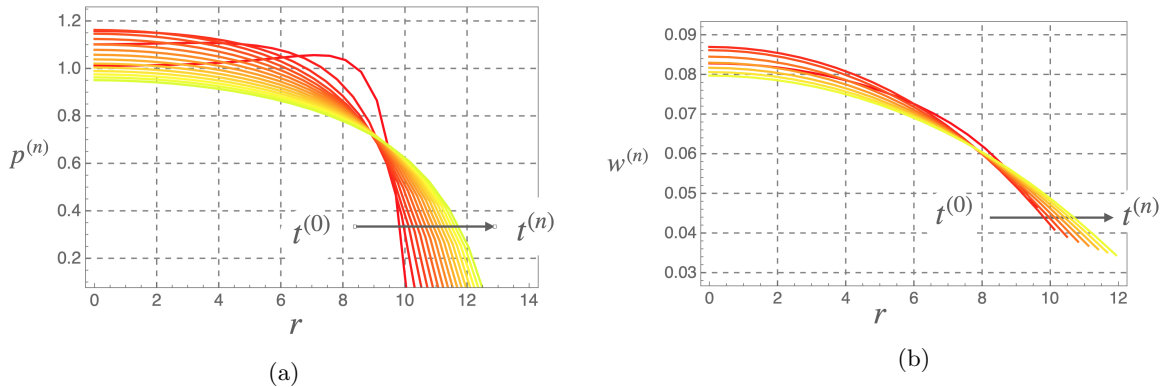 1.2
1.0
0.8
0.6
0.4
0.2
p^{(n)}
t^{(0)}
t^{(n)}
0 2 4 6 8 10 12 14
r
(a)
0.09
0.08
0.07
0.06
0.05
0.04
0.03
w^{(n)}
t^{(0)}
t^{(n)}
0 2 4 6 8 10 12
r
(b)